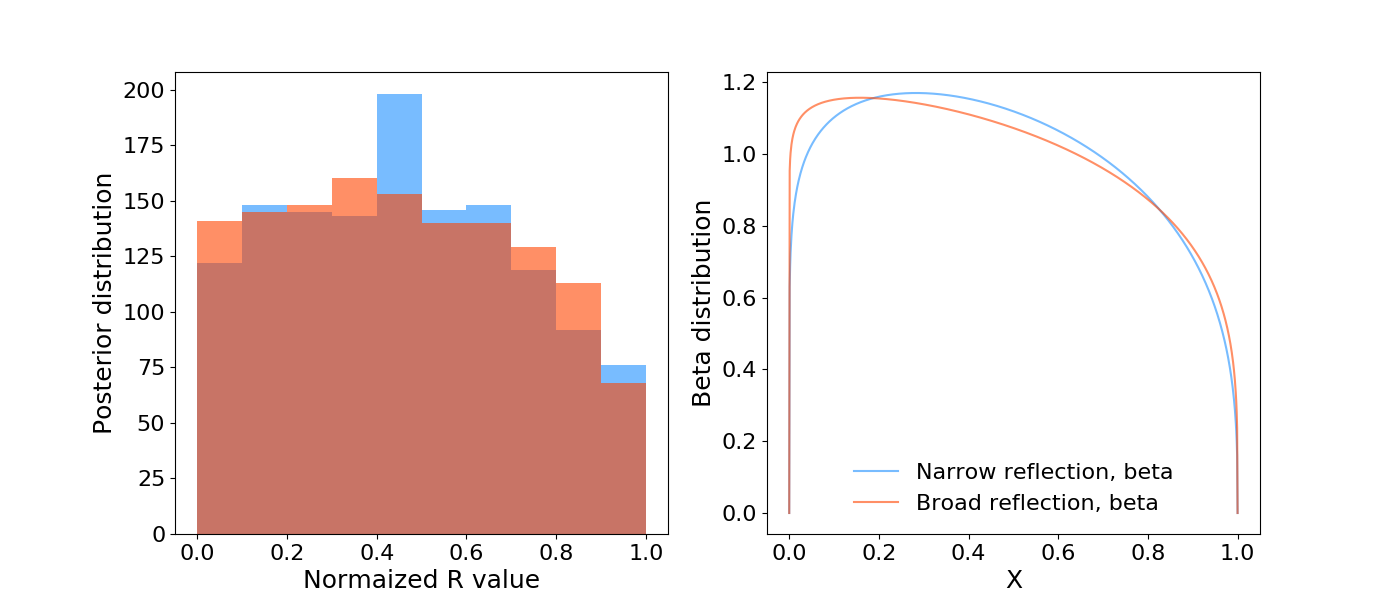 Posterior distribution
200
175
150
125
100
75
50
25
0
0.0 0.2 0.4 0.6 0.8 1.0
Normaized R value
Beta distribution
1.2
1.0
0.8
0.6
0.4
0.2
0.0
Narrow reflection, beta
Broad reflection, beta
0.0 0.2 0.4 0.6 0.8 1.0
X